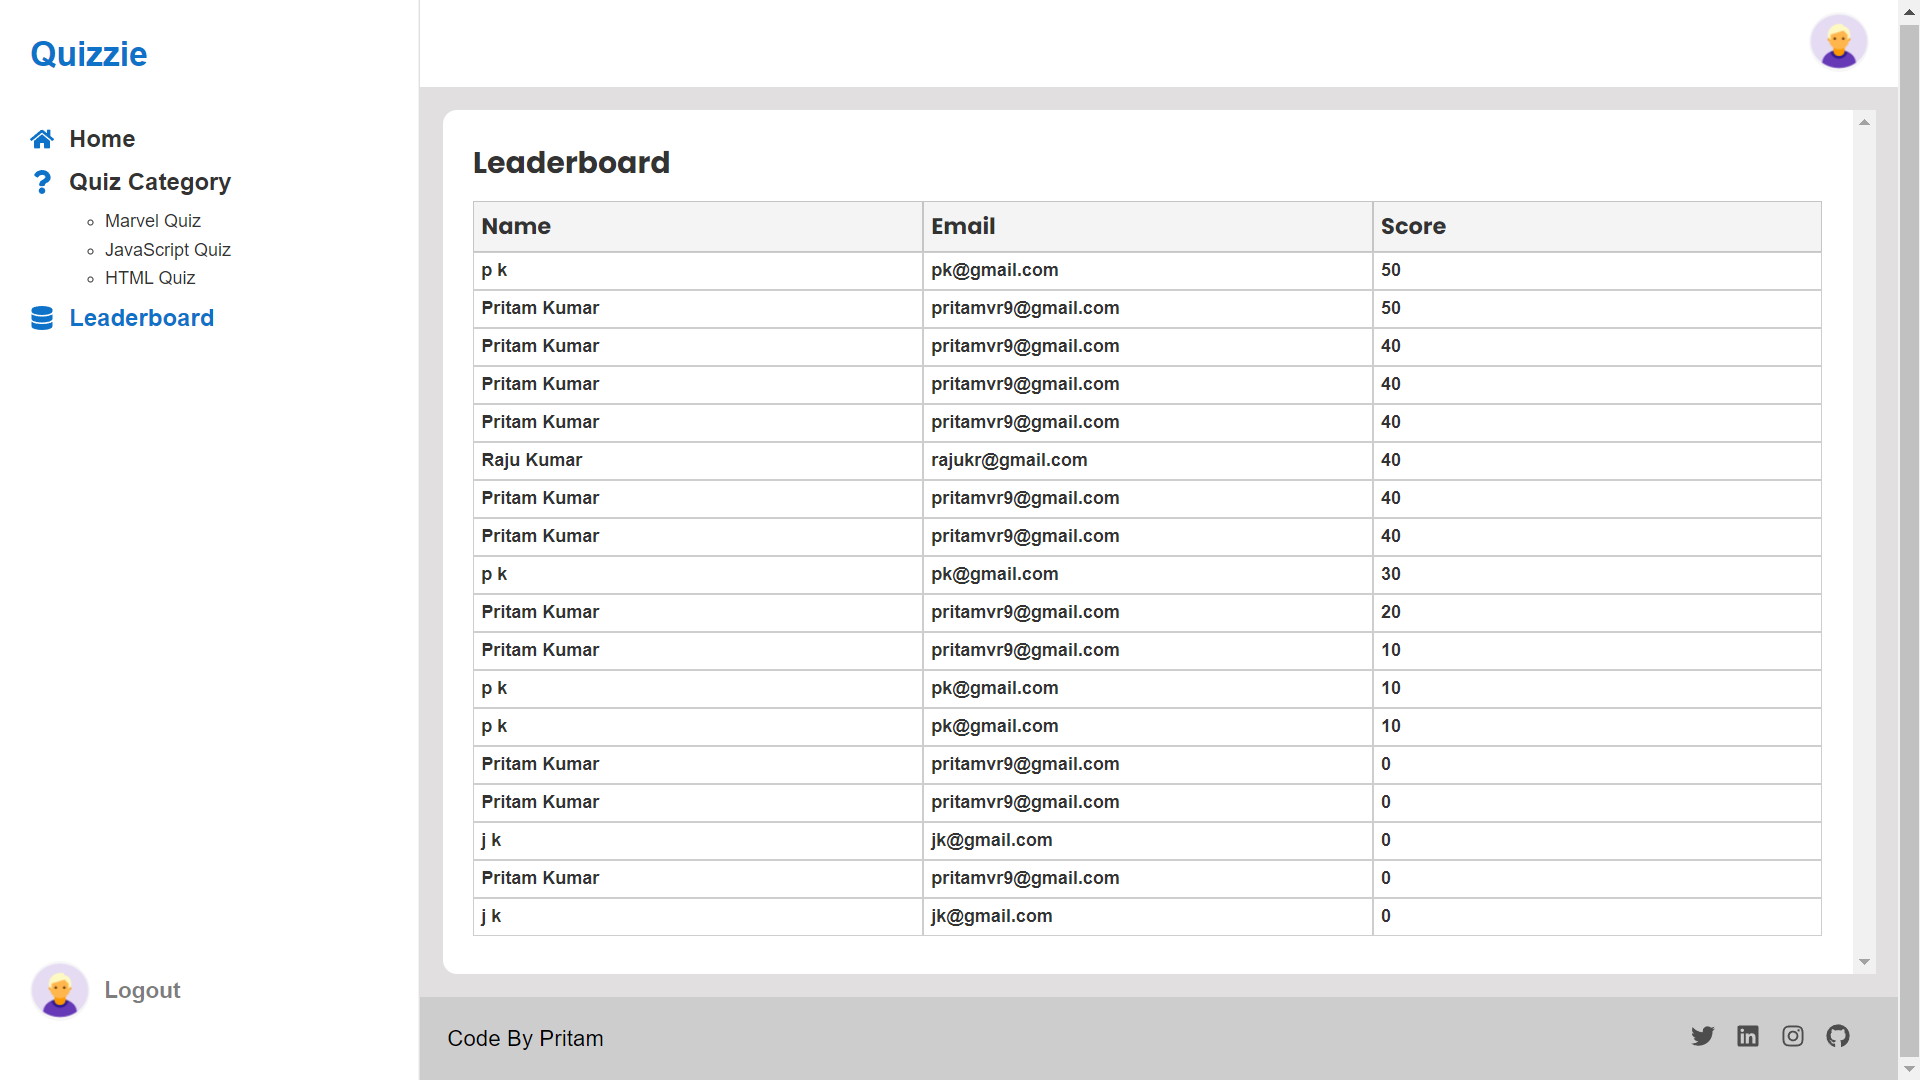 Quizzie
Home
Quiz Category
Marvel Quiz
JavaScript Quiz
HTML Quiz
Leaderboard
Logout
Leaderboard
Name Email Score
p k pk@gmail.com 50
Pritam Kumar pritamvr9@gmail.com 50
Pritam Kumar pritamvr9@gmail.com 40
Pritam Kumar pritamvr9@gmail.com 40
Pritam Kumar pritamvr9@gmail.com 40
Raju Kumar rajukr@gmail.com 40
Pritam Kumar pritamvr9@gmail.com 40
Pritam Kumar pritamvr9@gmail.com 40
p k pk@gmail.com 30
Pritam Kumar pritamvr9@gmail.com 20
Pritam Kumar pritamvr9@gmail.com 10
p k pk@gmail.com 10
p k pk@gmail.com 10
Pritam Kumar pritamvr9@gmail.com 0
Pritam Kumar pritamvr9@gmail.com 0
j k jk@gmail.com 0
Pritam Kumar pritamvr9@gmail.com 0
j k jk@gmail.com 0
Code By Pritam